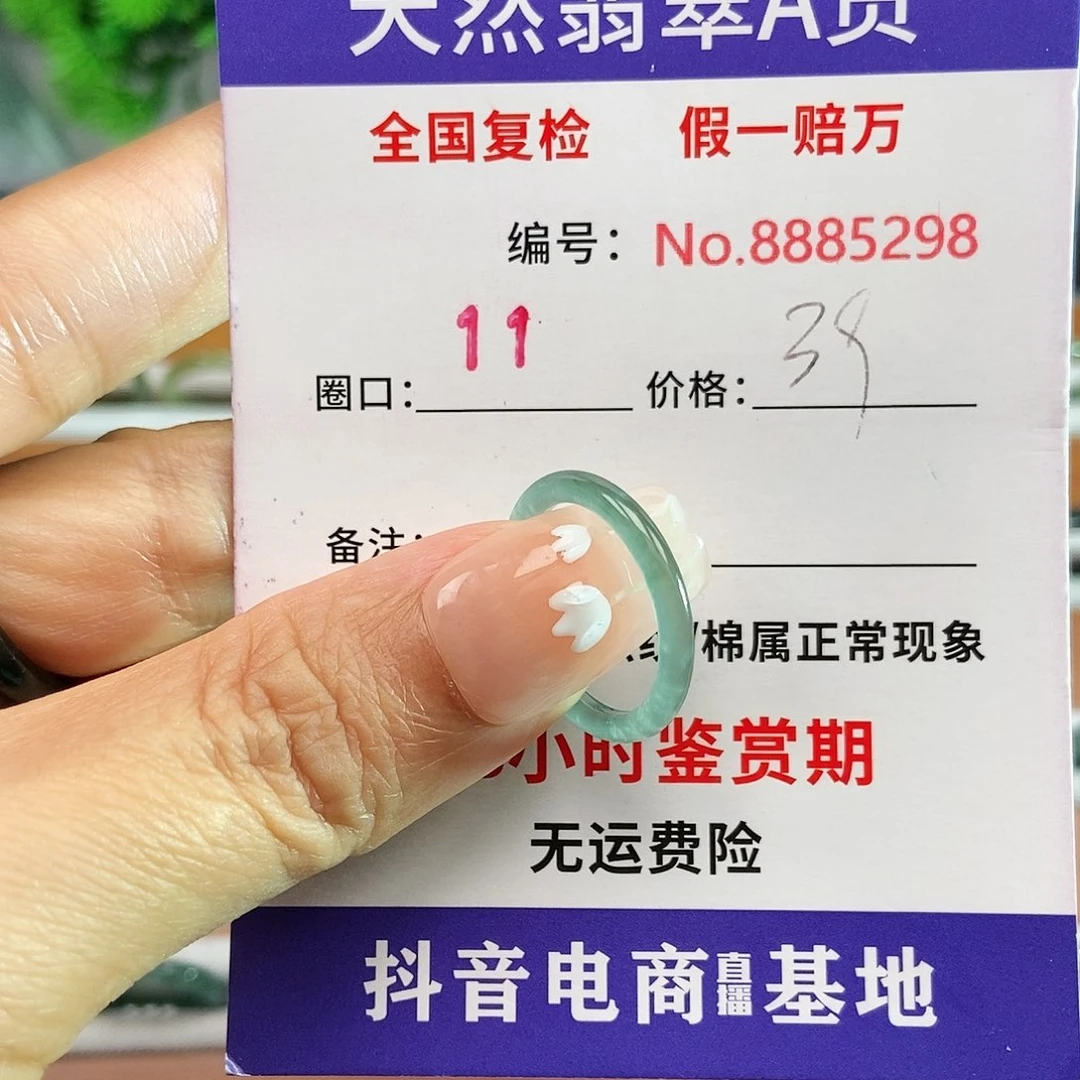 天然翡翠A货
全国复检 假一赔万
编号：No.8885298
圈口：11 价格：38
备注：
棉属正常现象
小时鉴赏期
无运费险
抖音电商直播基地